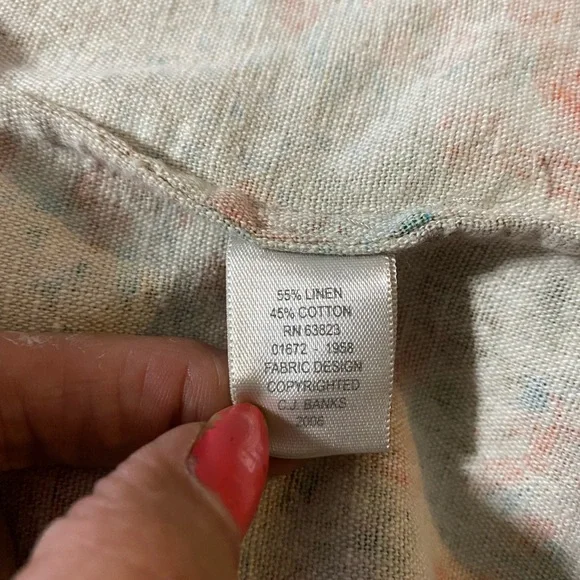 55% LINEN
45% COTTON
RN 63823
01672 . 1958
FABRIC DESIGN
COPYRIGHTED
C.J. BANKS
2006